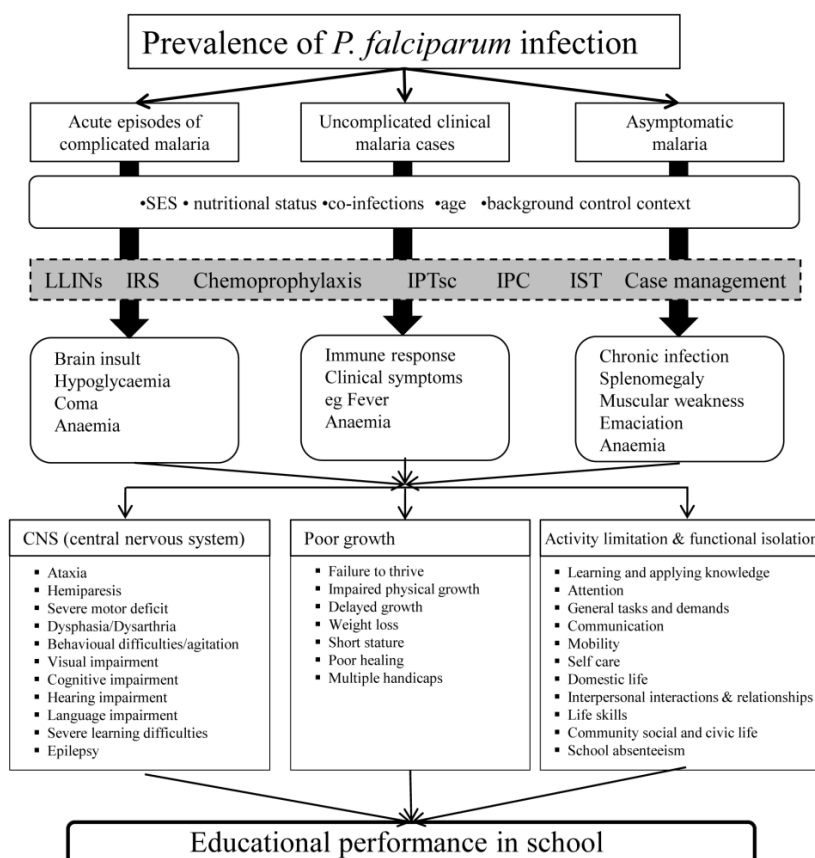 Prevalence of P. falciparum infection
Acute episodes of
complicated malaria
Uncomplicated clinical
malaria cases
Asymptomatic
malaria
•SES • nutritional status •co-infections •age •background control context
LLINs IRS Chemoprophylaxis IPTsc IPC IST Case management
Brain insult
Hypoglycaemia
Coma
Anaemia
Immune response
Clinical symptoms
eg Fever
Anaemia
Chronic infection
Splenomegaly
Muscular weakness
Emaciation
Anaemia
CNS (central nervous system)
▪ Ataxia
▪ Hemiparesis
▪ Severe motor deficit
▪ Dysphasia/Dysarthria
▪ Behavioual difficulties/agitation
▪ Visual impairment
▪ Cognitive impairment
▪ Hearing impairment
▪ Language impairment
▪ Severe learning difficulties
▪ Epilepsy
Poor growth
▪ Failure to thrive
▪ Impaired physical growth
▪ Delayed growth
▪ Weight loss
▪ Short stature
▪ Poor healing
▪ Multiple handicaps
Activity limitation & functional isolation
▪ Learning and applying knowledge
▪ Attention
▪ General tasks and demands
▪ Communication
▪ Mobility
▪ Self care
▪ Domestic life
▪ Interpersonal interactions & relationships
▪ Life skills
▪ Community social and civic life
▪ School absenteeism
Educational performance in school